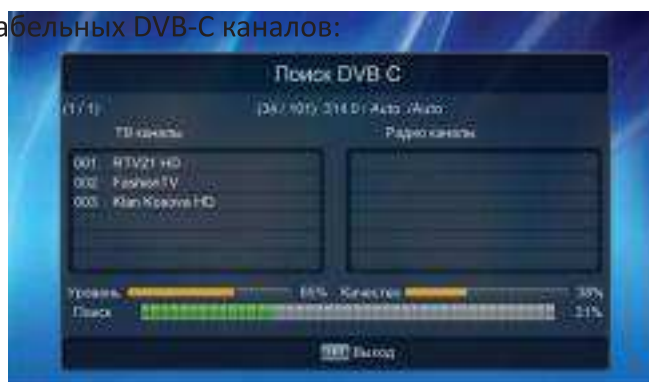 абельных DVB-C каналов:
Поиск DVB C
(1 / 1) (34 / 101) 314.0 / Auto /Auto
ТВ каналы Радио каналы
001 RTV21 HD
002 FashionTV
003 Klan Kosova HD
Уровень Качество 38%
Поиск 31%
Выход